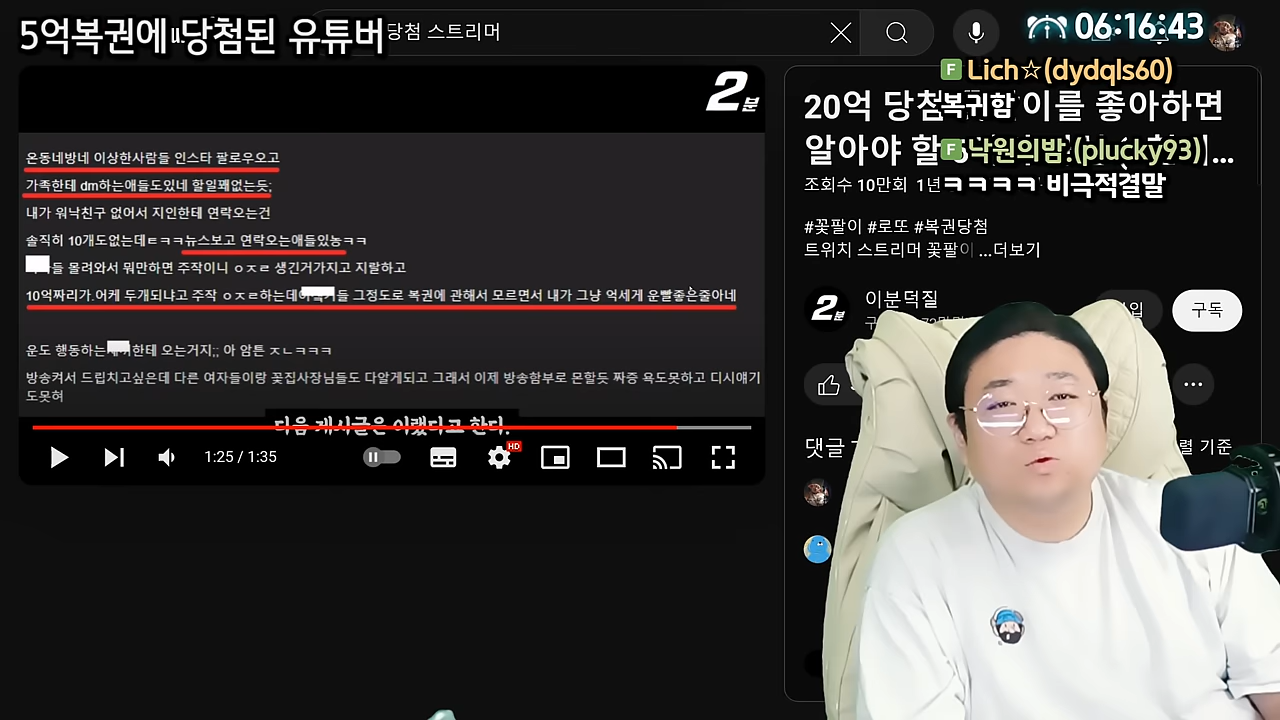 5억복권에 당첨된 유튜버
당첨 스트리머
06:16:43
2분
온동네방네 이상한사람들 인스타 팔로우오고
가족한테 dm하는애들도있네 할일꽤없는듯;
내가 워낙친구 없어서 지인한테 연락오는건
솔직히 10개도없는데ㅌㅋㅋ뉴스보고 연락오는애들있농ㅋㅋ
들 몰려와서 뭐만하면 주작이니 ㅇㅈㄹ 생긴거가지고 지랄하고
10억짜리가.어케 두개되냐고 주작 ㅇㅈㄹ하는데 들 그정도로 복권에 관해서 모르면서 내가 그냥 억세게 운빨좋은줄아네
운도 행동하는 한테 오는거지;; 아 암튼 ㅈㄴㅋㅋㅋ
방송켜서 드립치고싶은데 다른 여자들이랑 꽃집사장님들도 다알게되고 그래서 이제 방송함부로 몬할듯 짜증 욕도못하고 디시얘기
도못허
다음 게시글은 이랬다고 한다.
1:25 / 1:35
HD
F Lich☆(dydqls60)
복귀함
F 낙원의밤.(plucky93)
ㅋㅋㅋㅋ 비극적결말
20억 당첨 이를 좋아하면
알아야 할 ...
조회수 10만회 1년
#꽃팔이 #로또 #복권당첨
트위치 스트리머 꽃팔이 ...더보기
2분
이분덕질
구독
댓글
렬 기준